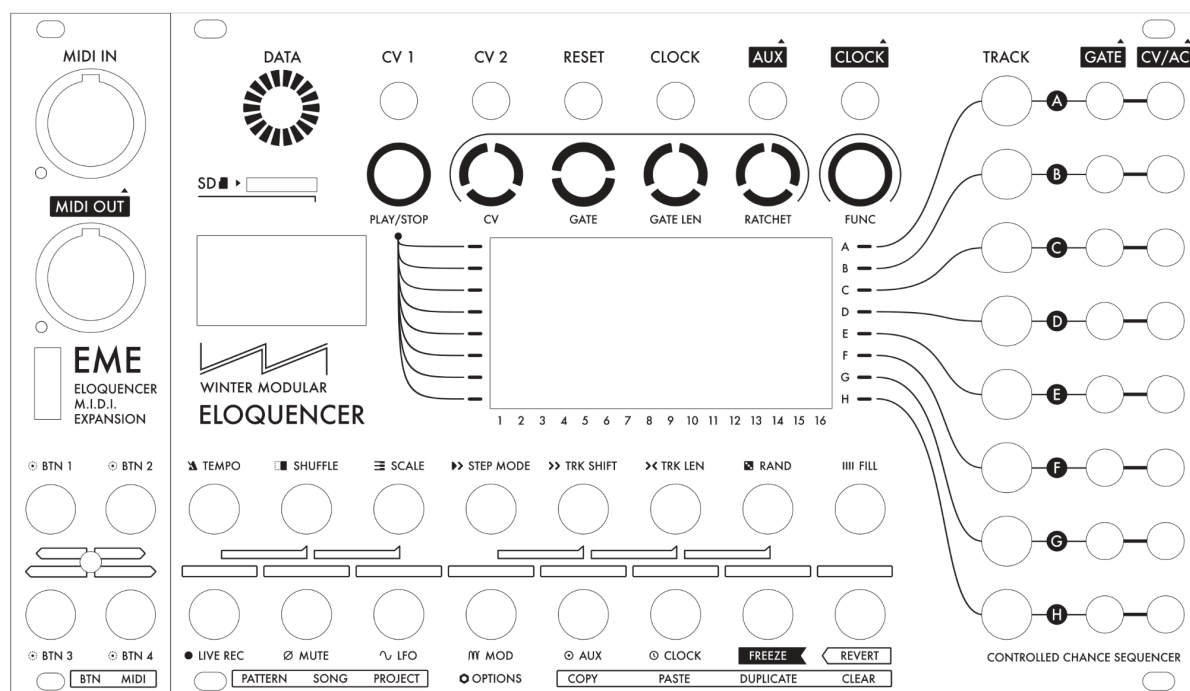 MIDI IN
MIDI OUT
EME
ELOQUENCER
M.I.D.I.
EXPANSION
BTN 1 BTN 2
BTN 3 BTN 4
BTN MIDI
DATA CV 1 CV 2 RESET CLOCK AUX CLOCK
SD
PLAY/STOP CV GATE GATE LEN RATCHET FUNC
WINTER MODULAR
ELOQUENCER
A
B
C
D
E
F
G
H
1 2 3 4 5 6 7 8 9 10 11 12 13 14 15 16
TEMPO SHUFFLE SCALE STEP MODE TRK SHIFT TRK LEN RAND FILL
LIVE REC MUTE LFO MOD AUX CLOCK FREEZE REVERT
PATTERN SONG PROJECT OPTIONS COPY PASTE DUPLICATE CLEAR
TRACK GATE CV/AC
A
B
C
D
E
F
G
H
CONTROLLED CHANCE SEQUENCER